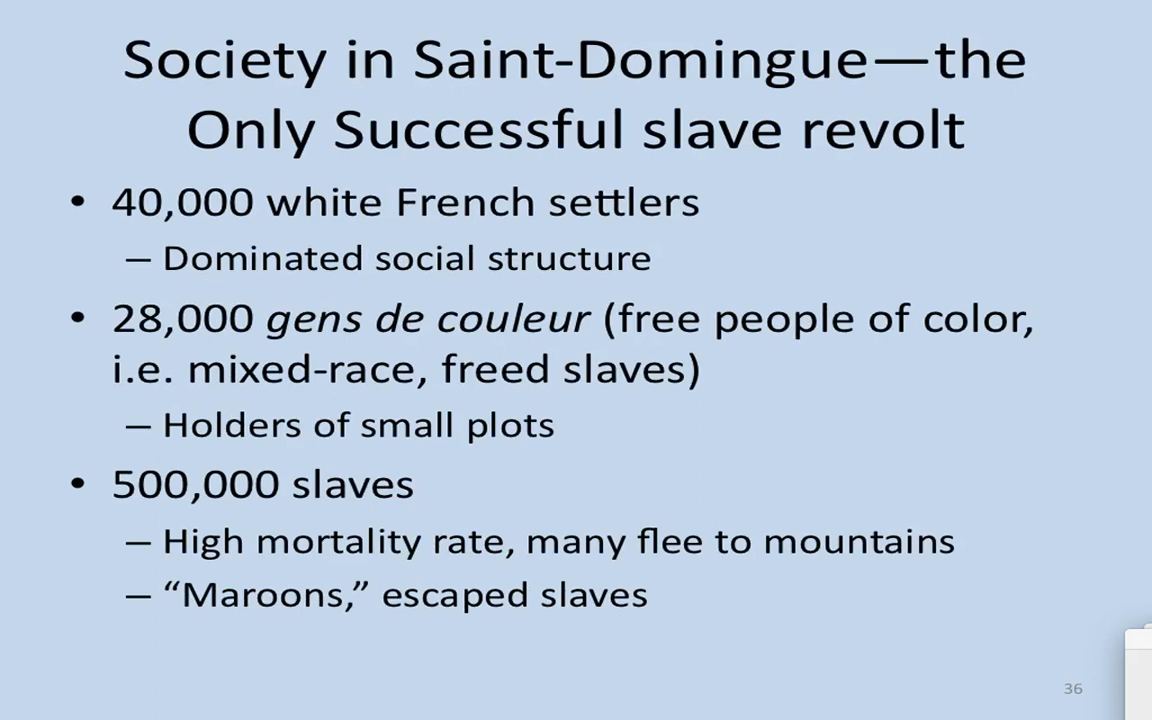 Society in Saint-Domingue—the
Only Successful slave revolt
• 40,000 white French settlers
– Dominated social structure
• 28,000 gens de couleur (free people of color,
i.e. mixed-race, freed slaves)
– Holders of small plots
• 500,000 slaves
– High mortality rate, many flee to mountains
– “Maroons,” escaped slaves
36